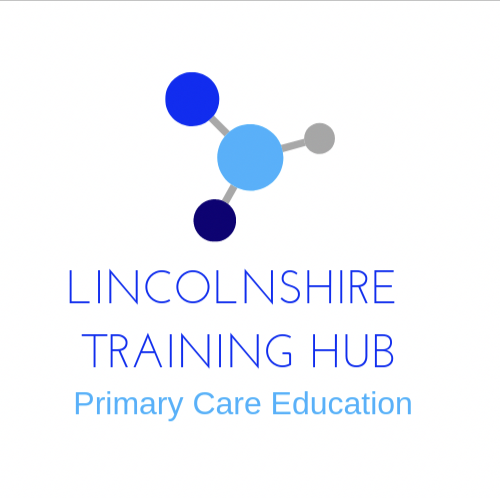 LINCOLNSHIRE
TRAINING HUB
Primary Care Education